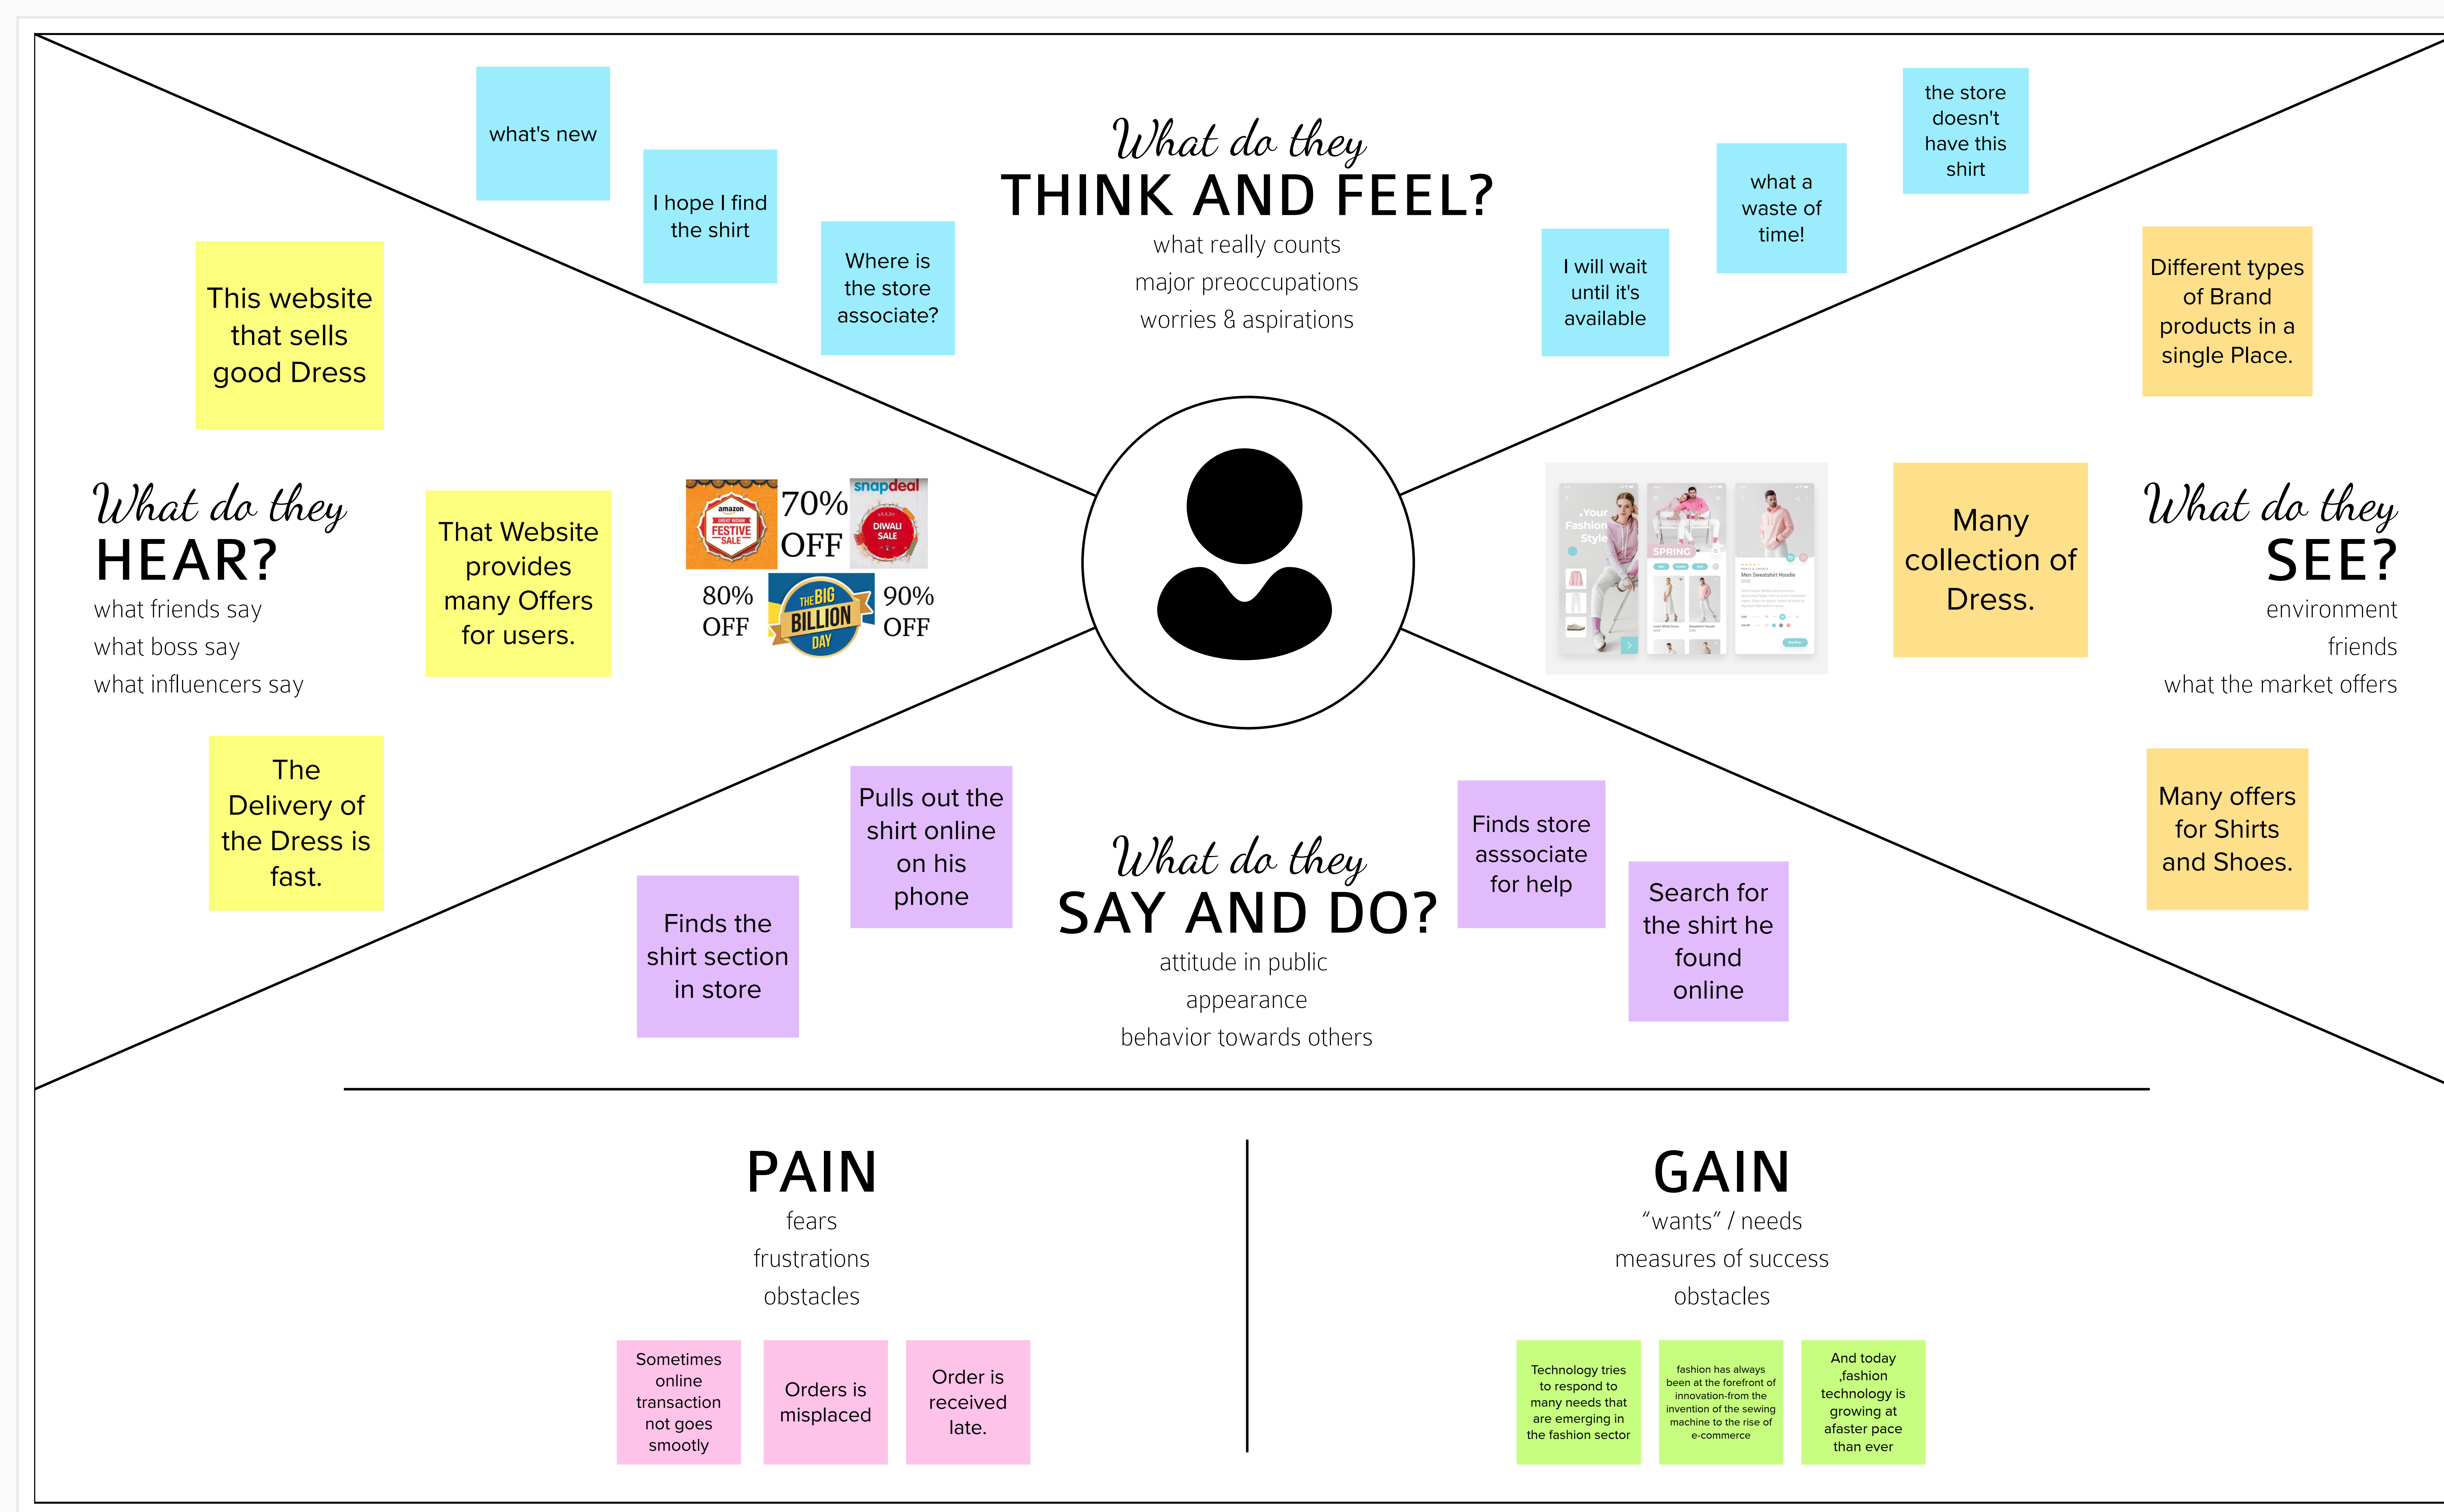 what's new
I hope I find
the shirt
Where is
the store
associate?
What do they
THINK AND FEEL?
what really counts
major preoccupations
worries & aspirations
I will wait
until it's
available
what a
waste of
time!
the store
doesn't
have this
shirt
This website
that sells
good Dress
What do they
HEAR?
what friends say
what boss say
what influencers say
That Website
provides
many Offers
for users.
The
Delivery of
the Dress is
fast.
amazon
GREAT INDIAN
FESTIVE
SALE
70%
OFF
snapdeal
DIWALI
SALE
80%
OFF
THE BIG
BILLION
DAY
90%
OFF
.Your
Fashion
Style
SPRING
Men Sweatshirt Hoodie
Different types
of Brand
products in a
single Place.
Many
collection of
Dress.
What do they
SEE?
environment
friends
what the market offers
Many offers
for Shirts
and Shoes.
Finds the
shirt section
in store
Pulls out the
shirt online
on his
phone
What do they
SAY AND DO?
attitude in public
appearance
behavior towards others
Finds store
asssociate
for help
Search for
the shirt he
found
online
PAIN
fears
frustrations
obstacles
Sometimes
online
transaction
not goes
smootly
Orders is
misplaced
Order is
received
late.
GAIN
“wants” / needs
measures of success
obstacles
Technology tries
to respond to
many needs that
are emerging in
the fashion sector
fashion has always
been at the forefront of
innovation-from the
invention of the sewing
machine to the rise of
e-commerce
And today
,fashion
technology is
growing at
afaster pace
than ever